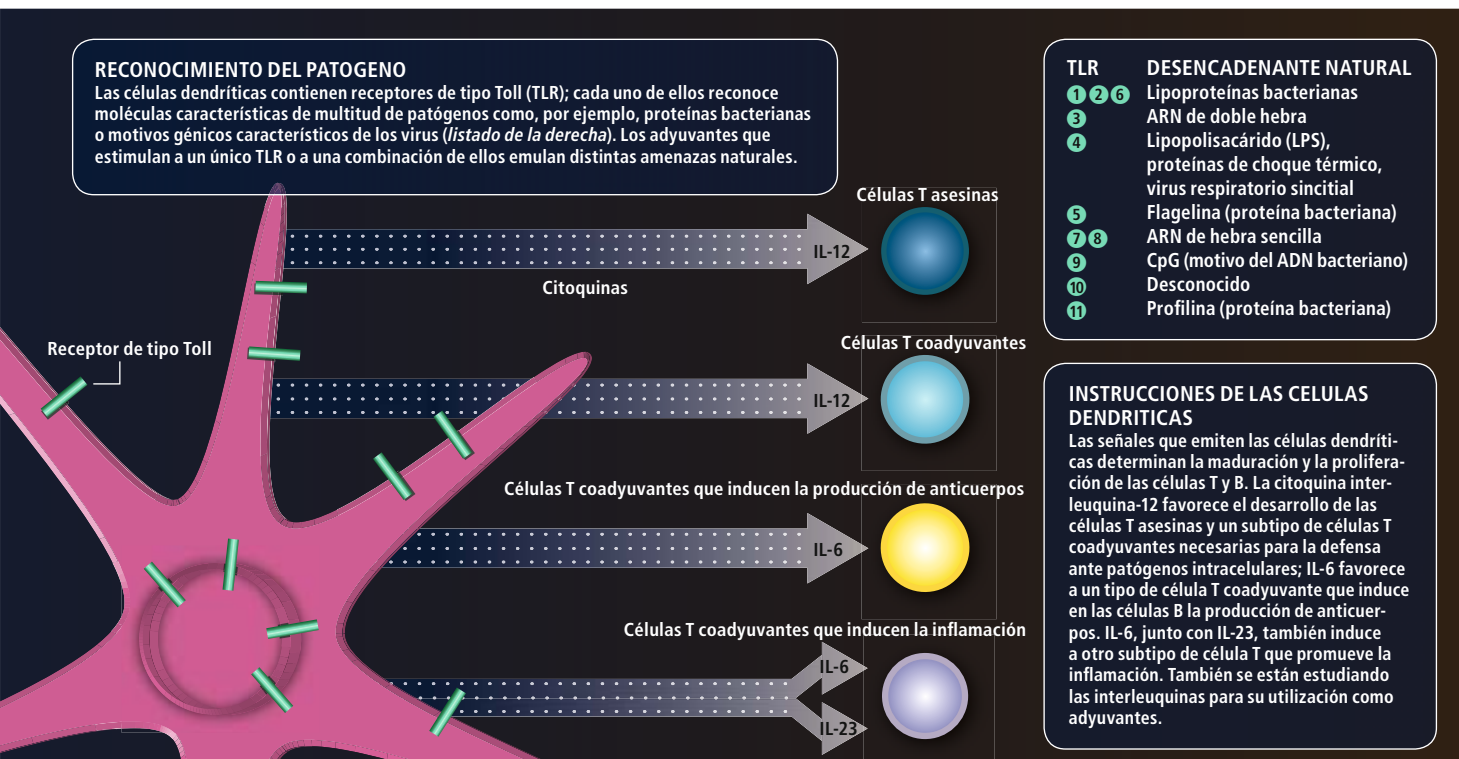 RECONOCIMIENTO DEL PATOGENO
Las células dendríticas contienen receptores de tipo Toll (TLR); cada uno de ellos reconoce
moléculas características de multitud de patógenos como, por ejemplo, proteínas bacterianas
o motivos génicos característicos de los virus (listado de la derecha). Los adyuvantes que
estimulan a un único TLR o a una combinación de ellos emulan distintas amenazas naturales.
Células T asesinas
IL-12
Citoquinas
Receptor de tipo Toll
Células T coadyuvantes
IL-12
Células T coadyuvantes que inducen la producción de anticuerpos
IL-6
Células T coadyuvantes que inducen la inflamación
IL-6
IL-23
TLR DESENCADENANTE NATURAL
1 2 6 Lipoproteínas bacterianas
3 ARN de doble hebra
4 Lipopolisacárido (LPS),
proteínas de choque térmico,
virus respiratorio sincitial
5 Flagelina (proteína bacteriana)
7 8 ARN de hebra sencilla
9 CpG (motivo del ADN bacteriano)
10 Desconocido
11 Profilina (proteína bacteriana)
INSTRUCCIONES DE LAS CELULAS
DENDRITICAS
Las señales que emiten las células dendríti-
cas determinan la maduración y la prolifera-
ción de las células T y B. La citoquina inter-
leuquina-12 favorece el desarrollo de las
células T asesinas y un subtipo de células T
coadyuvantes necesarias para la defensa
ante patógenos intracelulares; IL-6 favorece
a un tipo de célula T coadyuvante que induce
en las células B la producción de anticuer-
pos. IL-6, junto con IL-23, también induce
a otro subtipo de célula T que promueve la
inflamación. También se están estudiando
las interleuquinas para su utilización como
adyuvantes.